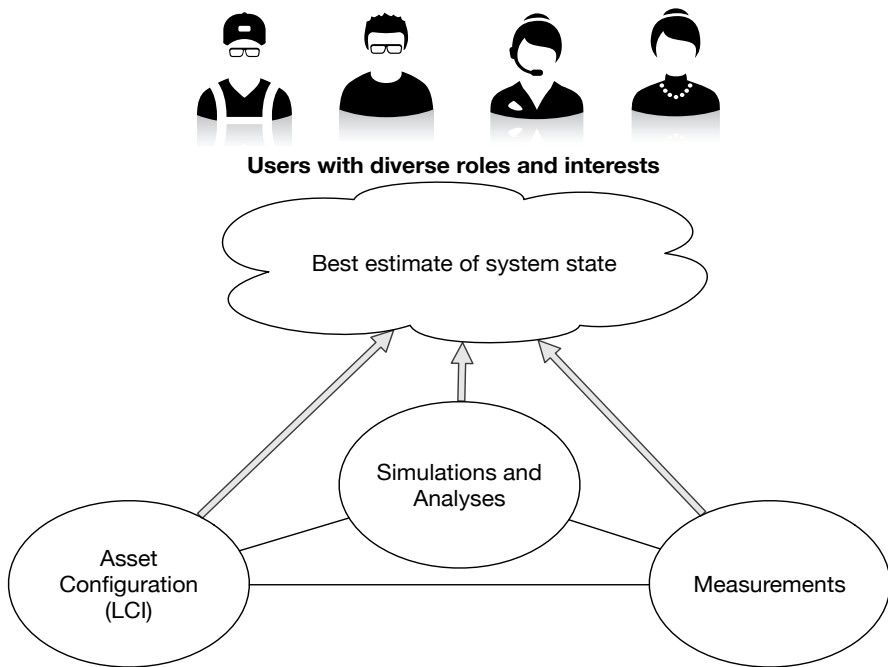 Users with diverse roles and interests
Best estimate of system state
Simulations and
Analyses
Asset
Configuration
(LCI)
Measurements